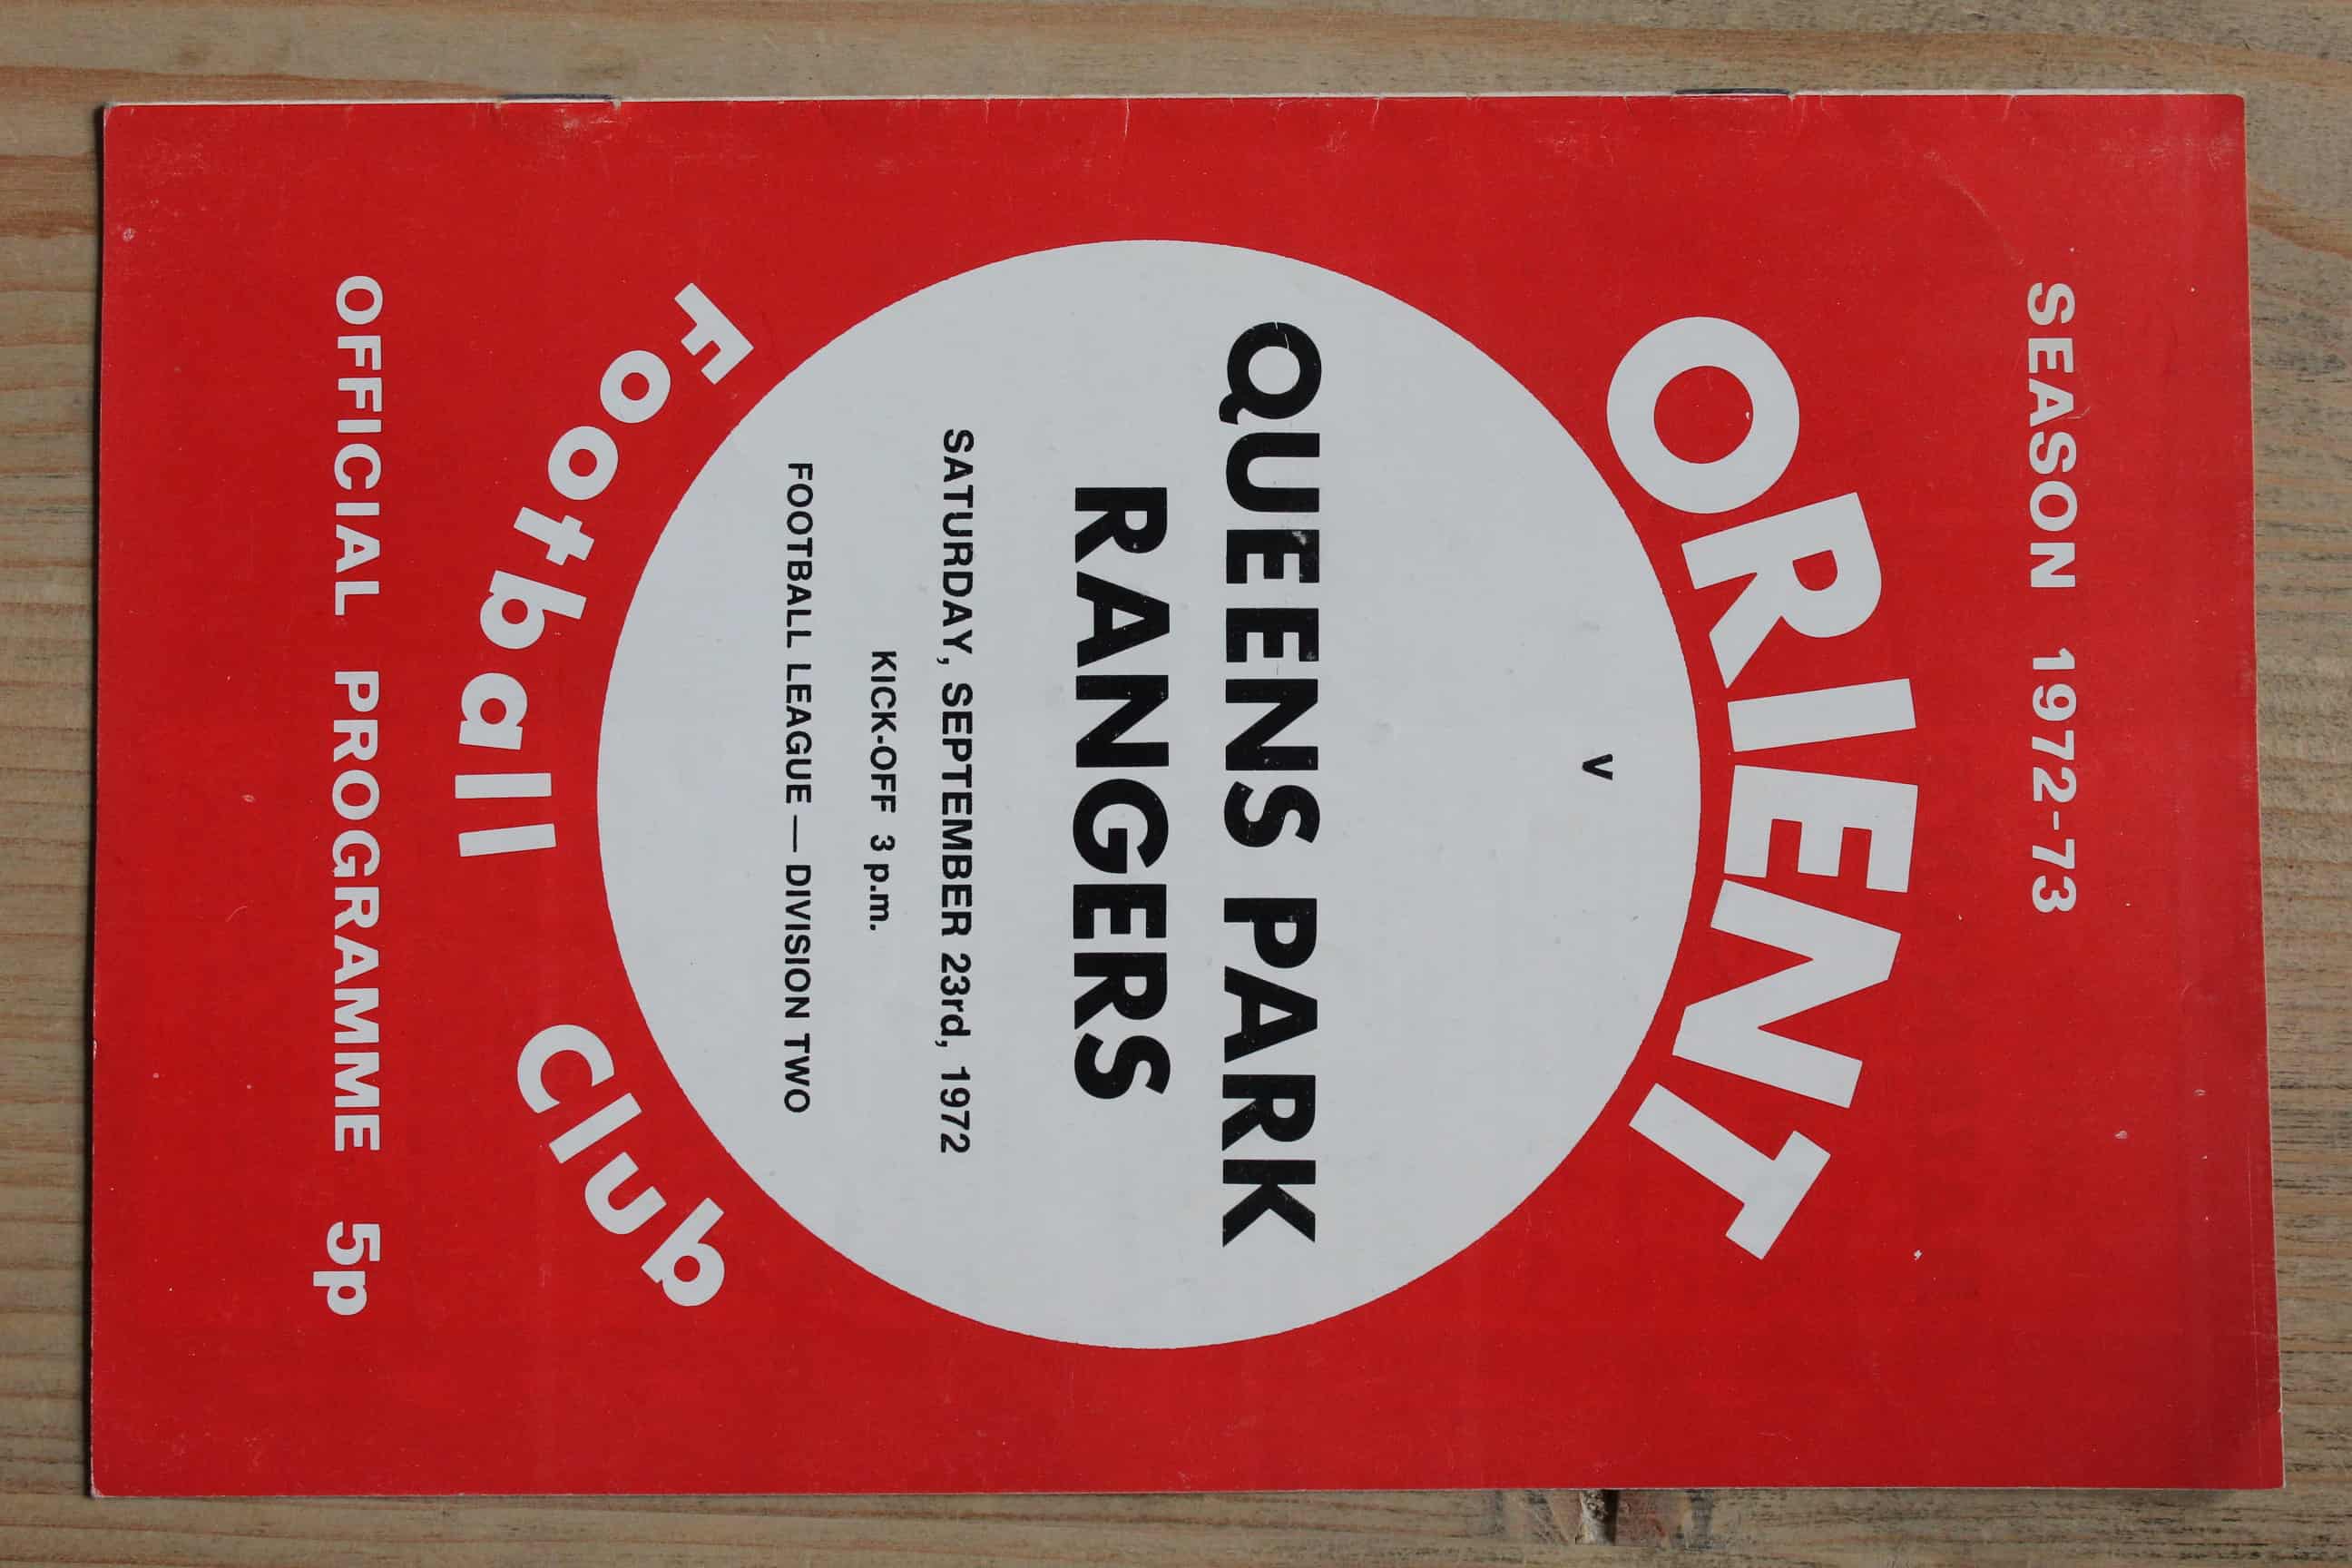 SEASON 1972-73
ORIENT
v
QUEENS PARK
RANGERS
SATURDAY, SEPTEMBER 23rd, 1972
KICK-OFF 3 p.m.
FOOTBALL LEAGUE — DIVISION TWO
Football Club
OFFICIAL PROGRAMME 5p